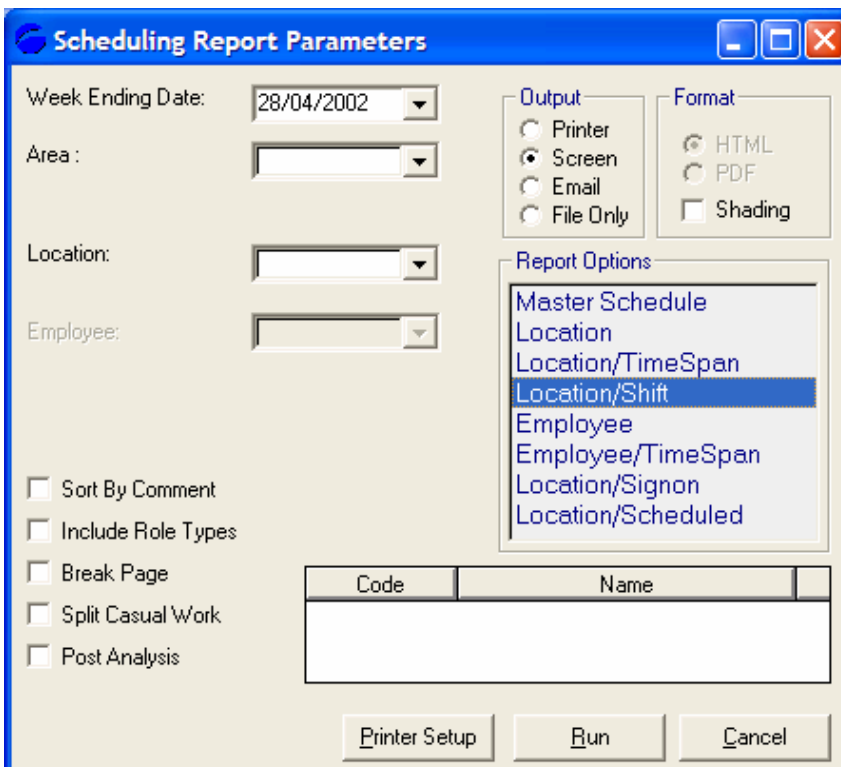 Scheduling Report Parameters
Week Ending Date:
28/04/2002
Area :
Location:
Employee:
Output
Printer
Screen
Email
File Only
Format
HTML
PDF
Shading
Report Options
Master Schedule
Location
Location/TimeSpan
Location/Shift
Employee
Employee/TimeSpan
Location/Signon
Location/Scheduled
Sort By Comment
Include Role Types
Break Page
Split Casual Work
Post Analysis
Code
Name
Printer Setup
Run
Cancel